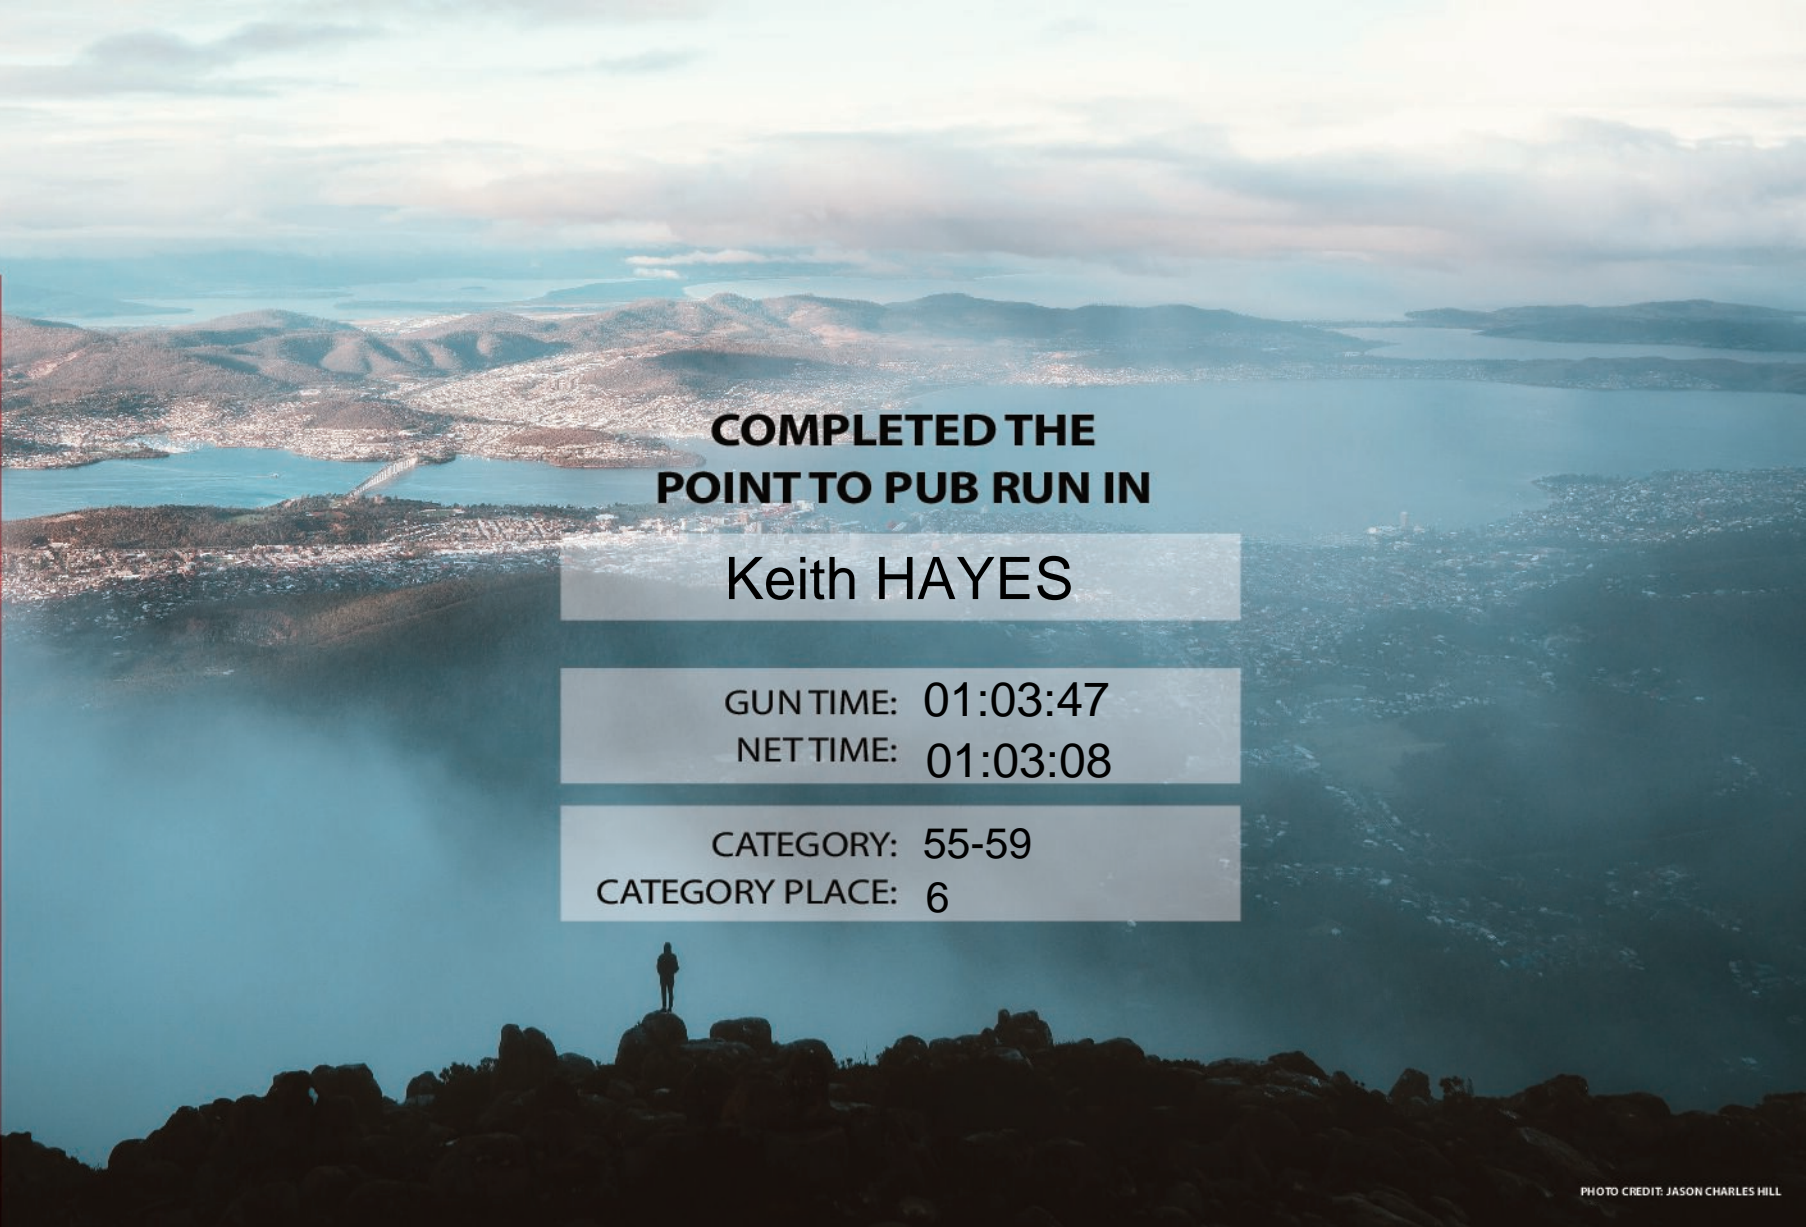 COMPLETED THE
POINT TO PUB RUN IN
Keith HAYES
GUN TIME: 01:03:47
NET TIME: 01:03:08
CATEGORY: 55-59
CATEGORY PLACE: 6
PHOTO CREDIT: JASON CHARLES HILL